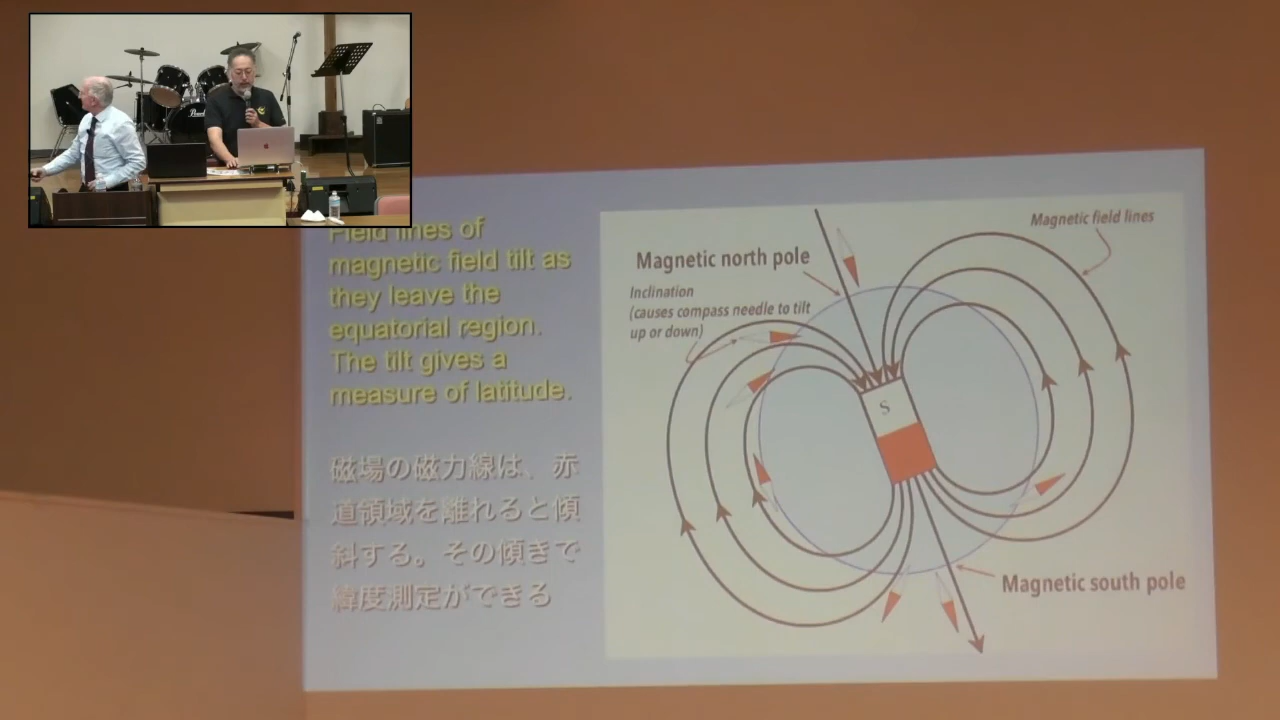 Field lines of
magnetic field tilt as
they leave the
equatorial region.
The tilt gives a
measure of latitude.
磁場の磁力線は、赤
道領域を離れると傾
斜する。その傾きで
緯度測定ができる
Magnetic field lines
Magnetic north pole
Inclination
(causes compass needle to tilt
up or down)
S
Magnetic south pole